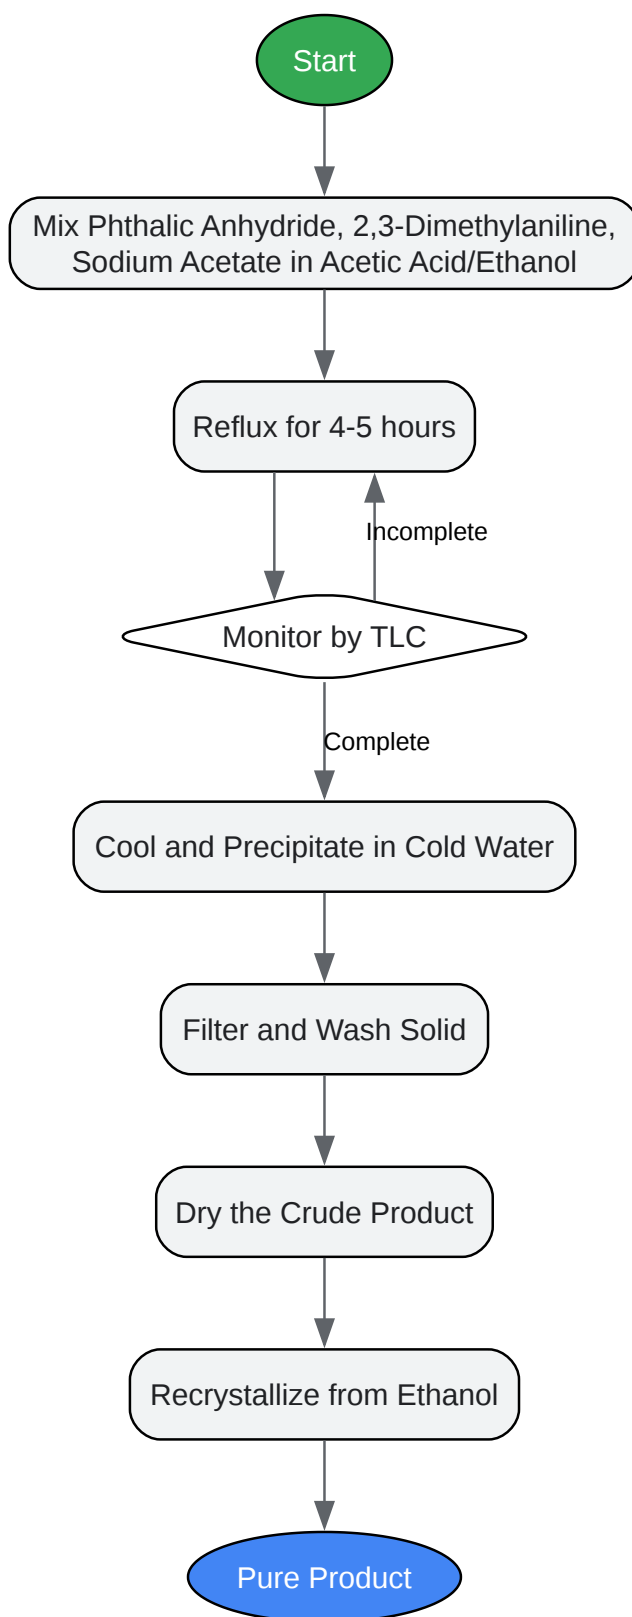 Start
Mix Phthalic Anhydride, 2,3-Dimethylaniline,
Sodium Acetate in Acetic Acid/Ethanol
Reflux for 4-5 hours
Incomplete
Monitor by TLC
Complete
Cool and Precipitate in Cold Water
Filter and Wash Solid
Dry the Crude Product
Recrystallize from Ethanol
Pure Product